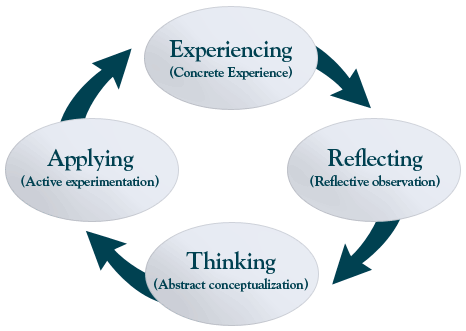 Experiencing
(Concrete Experience)
Applying
(Active experimentation)
Reflecting
(Reflective observation)
Thinking
(Abstract conceptualization)